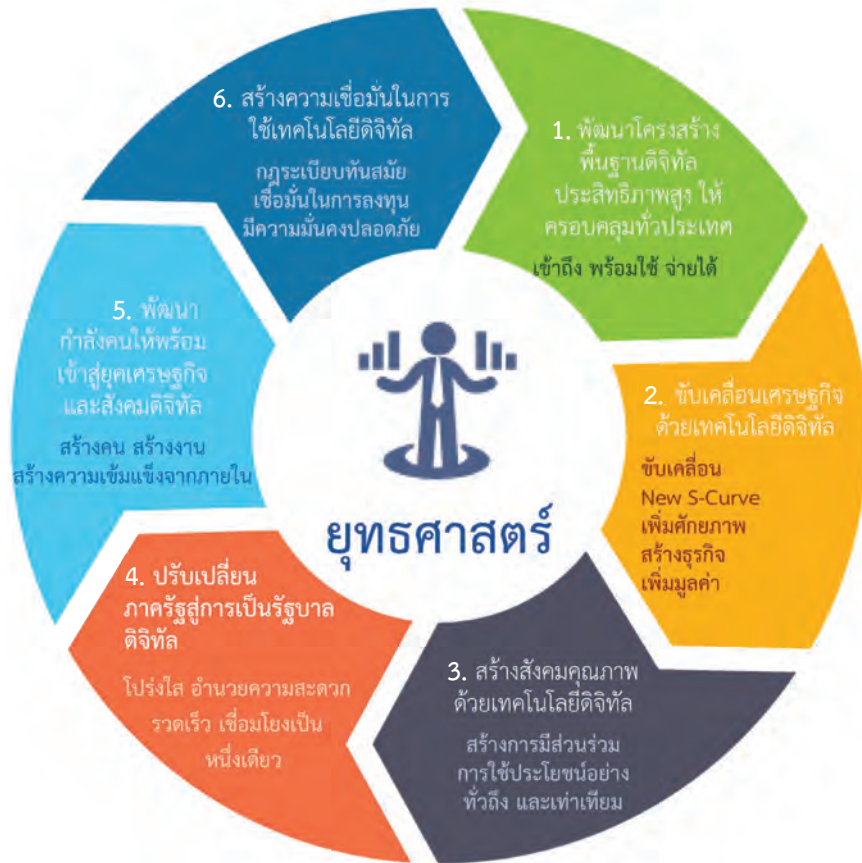 1. พัฒนาโครงสร้าง
พื้นฐานดิจิทัล
ประสิทธิภาพสูง ให้
ครอบคลุมทั่วประเทศ
เข้าถึง พร้อมใช้ จ่ายได้
2. ขับเคลื่อนเศรษฐกิจ
ด้วยเทคโนโลยีดิจิทัล
ขับเคลื่อน
New S-Curve
เพิ่มศักยภาพ
สร้างธุรกิจ
เพิ่มมูลค่า
3. สร้างสังคมคุณภาพ
ด้วยเทคโนโลยีดิจิทัล
สร้างการมีส่วนร่วม
การใช้ประโยชน์อย่าง
ทั่วถึง และเท่าเทียม
4. ปรับเปลี่ยน
ภาครัฐสู่การเป็นรัฐบาล
ดิจิทัล
โปร่งใส อำนวยความสะดวก
รวดเร็ว เชื่อมโยงเป็น
หนึ่งเดียว
5. พัฒนา
กำลังคนให้พร้อม
เข้าสู่ยุคเศรษฐกิจ
และสังคมดิจิทัล
สร้างคน สร้างงาน
สร้างความเข้มแข็งจากภายใน
6. สร้างความเชื่อมั่นในการ
ใช้เทคโนโลยีดิจิทัล
กฎระเบียบทันสมัย
เชื่อมั่นในการลงทุน
มีความมั่นคงปลอดภัย
ยุทธศาสตร์